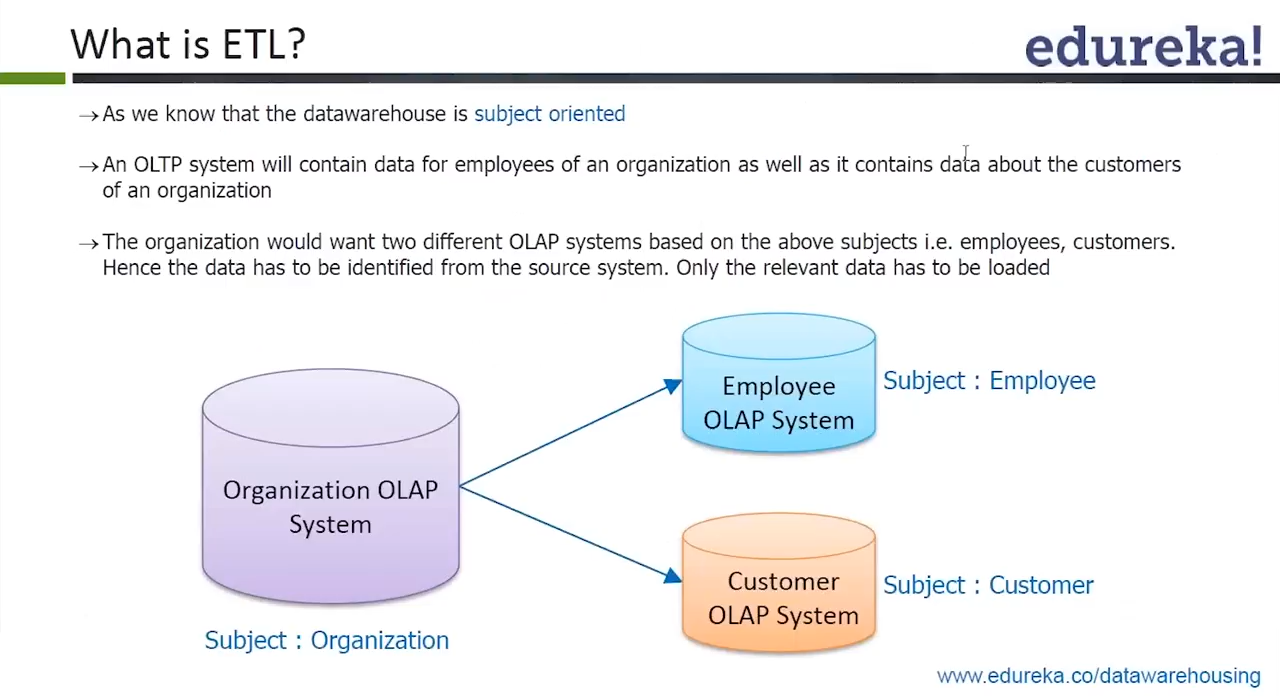 What is ETL?
edureka!
→As we know that the datawarehouse is subject oriented
→An OLTP system will contain data for employees of an organization as well as it contains data about the customers
of an organization
→The organization would want two different OLAP systems based on the above subjects i.e. employees, customers.
Hence the data has to be identified from the source system. Only the relevant data has to be loaded
Employee
OLAP System
Subject : Employee
Organization OLAP
System
Subject : Organization
Customer
OLAP System
Subject : Customer
www.edureka.co/datawarehousing